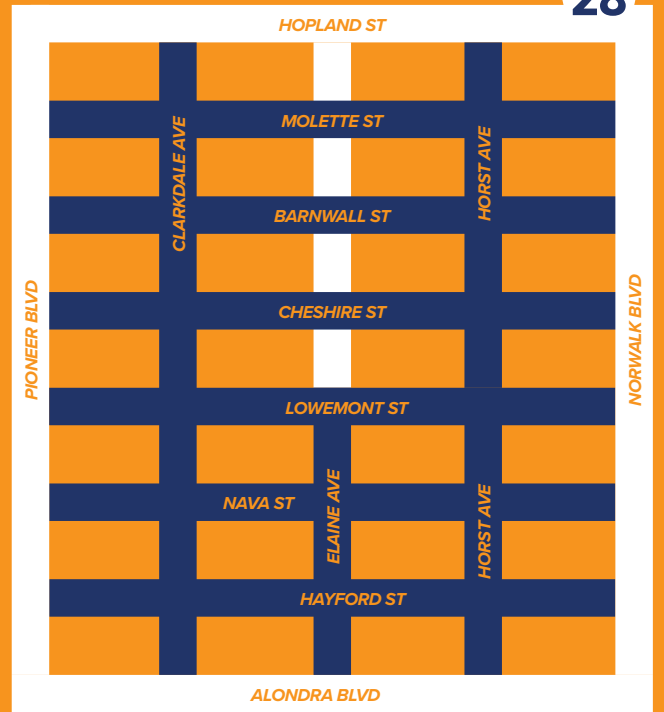 28
HOPLAND ST
MOLETTE ST
CLARKDALE AVE
HORST AVE
BARNWALL ST
PIONEER BLVD
NORWALK BLVD
CHESHIRE ST
LOWEMONT ST
NAVA ST
ELAINE AVE
HORST AVE
HAYFORD ST
ALONDRA BLVD